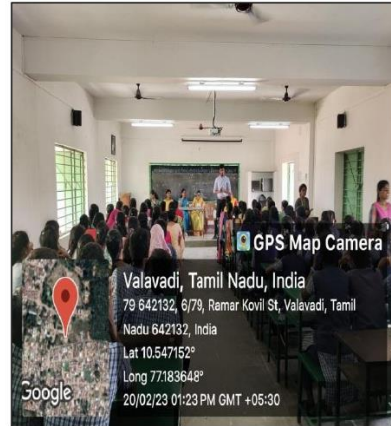 GPS Map Camera
Valavadi, Tamil Nadu, India
79 642132, 6/79, Ramar Kovil St, Valavadi, Tamil
Nadu 642132, India
Lat 10.547152°
Long 77.183648°
20/02/23 01:23 PM GMT +05:30
Google